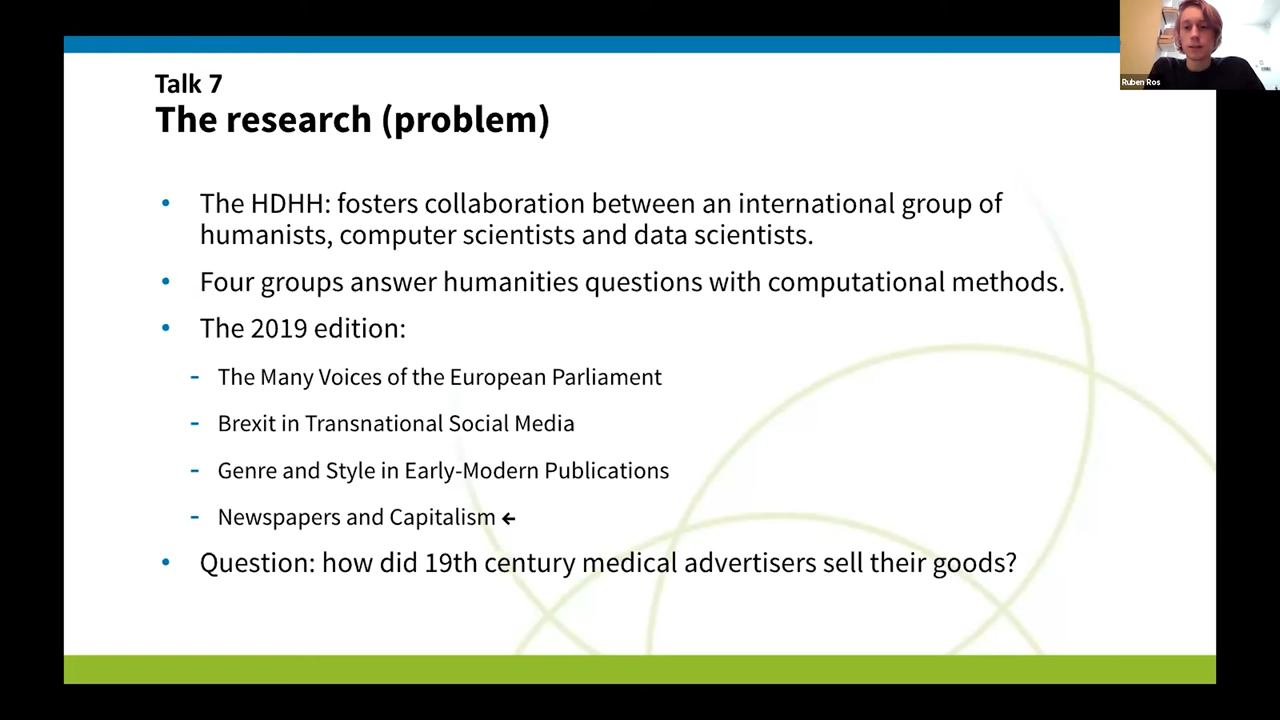 Talk 7
The research (problem)
• The HDHH: fosters collaboration between an international group of
humanists, computer scientists and data scientists.
• Four groups answer humanities questions with computational methods.
• The 2019 edition:
- The Many Voices of the European Parliament
- Brexit in Transnational Social Media
- Genre and Style in Early-Modern Publications
- Newspapers and Capitalism ←
• Question: how did 19th century medical advertisers sell their goods?
Ruben Ros